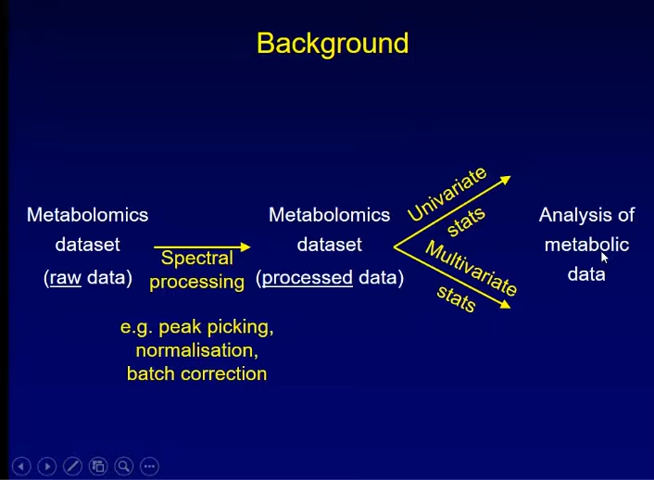 Background
Metabolomics
dataset
(raw data)
Spectral
processing
e.g. peak picking,
normalisation,
batch correction
Metabolomics
dataset
(processed data)
Univariate
stats
Multivariate
stats
Analysis of
metabolic
data